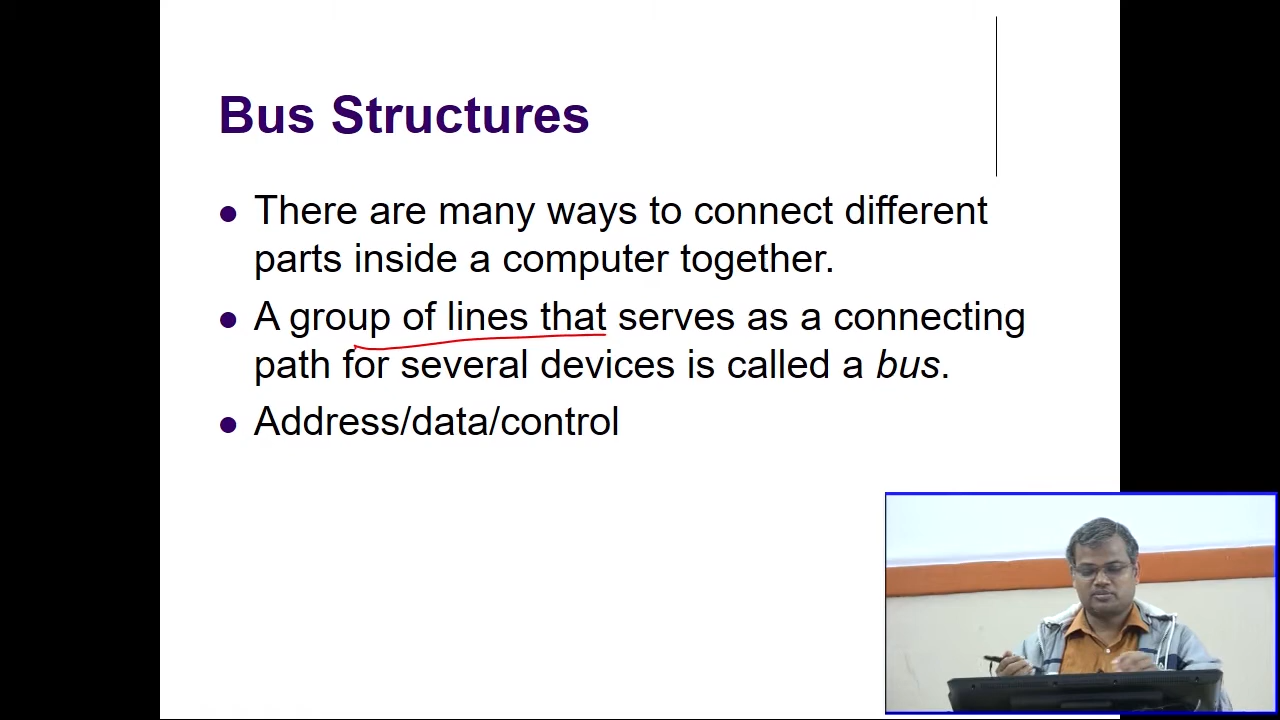 Bus Structures
There are many ways to connect different
parts inside a computer together.
A group of lines that serves as a connecting
path for several devices is called a bus.
Address/data/control